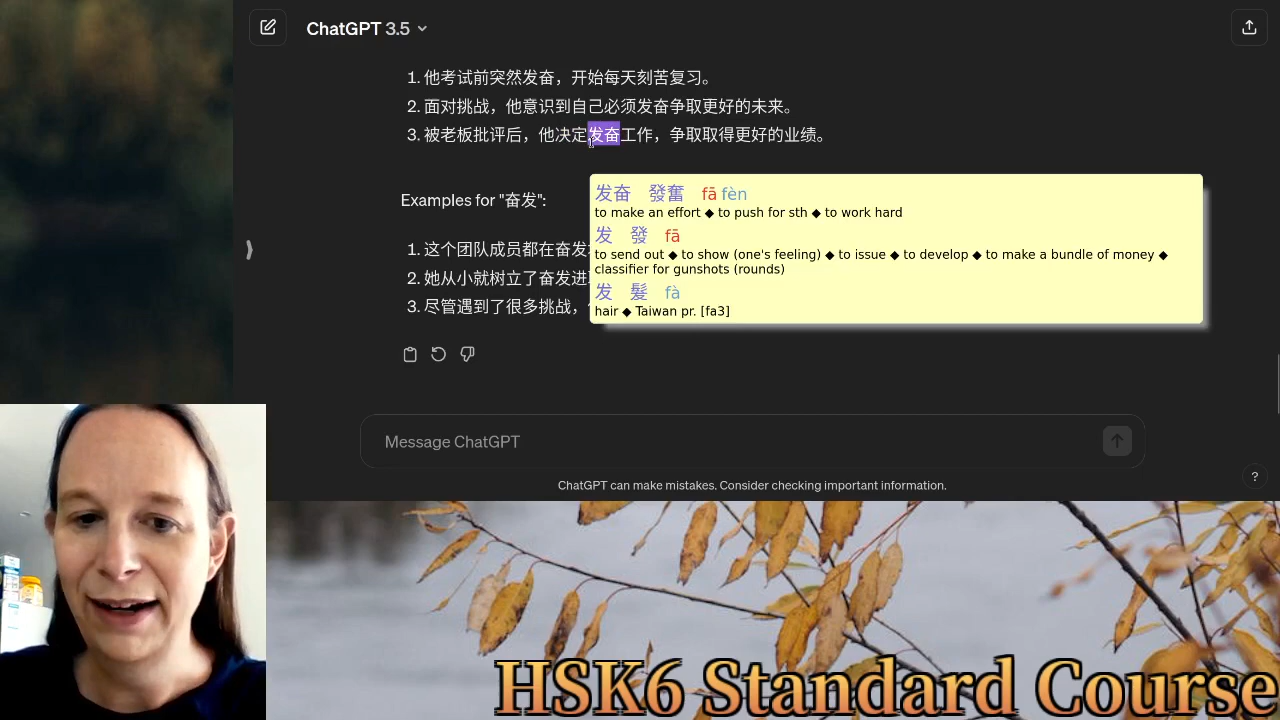 ChatGPT 3.5
1. 他考试前突然发奋，开始每天刻苦复习。
2. 面对挑战，他意识到自己必须发奋争取更好的未来。
3. 被老板批评后，他决定发奋工作，争取取得更好的业绩。
Examples for "奋发":
1. 这个团队成员都在奋发
2. 她从小就树立了奋发进
3. 尽管遇到了很多挑战，
发奋 發奮 fā fèn
to make an effort ◆ to push for sth ◆ to work hard
发 發 fā
to send out ◆ to show (one's feeling) ◆ to issue ◆ to develop ◆ to make a bundle of money ◆
classifier for gunshots (rounds)
发 髮 fà
hair ◆ Taiwan pr. [fa3]
Message ChatGPT
ChatGPT can make mistakes. Consider checking important information.
?
HSK6 Standard Course